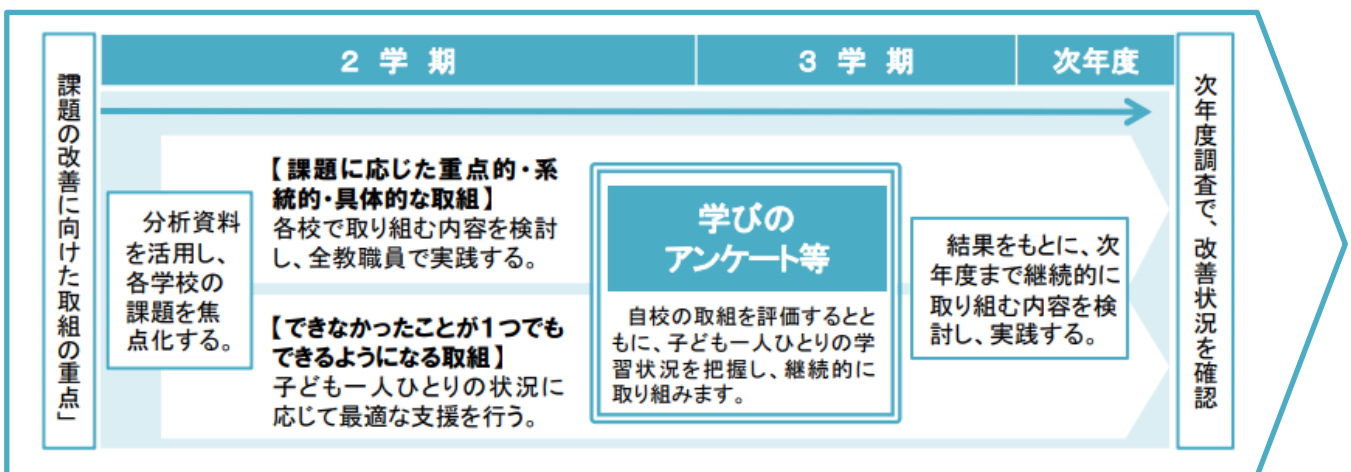 課題の改善に向けた取組の重点」
2 学 期
3 学 期
次年度
分析資料
を活用し、
各学校の
課題を焦
点化する。
【課題に応じた重点的・系
統的・具体的な取組】
各校で取り組む内容を検討
し、全教職員で実践する。
【できなかったことが1つでも
できるようになる取組】
子ども一人ひとりの状況に
応じて最適な支援を行う。
学びの
アンケート等
自校の取組を評価するとと
もに、子ども一人ひとりの学
習状況を把握し、継続的に
取り組みます。
結果をもとに、次
年度まで継続的に
取り組む内容を検
討し、実践する。
次年度調査で、改善状況を確認